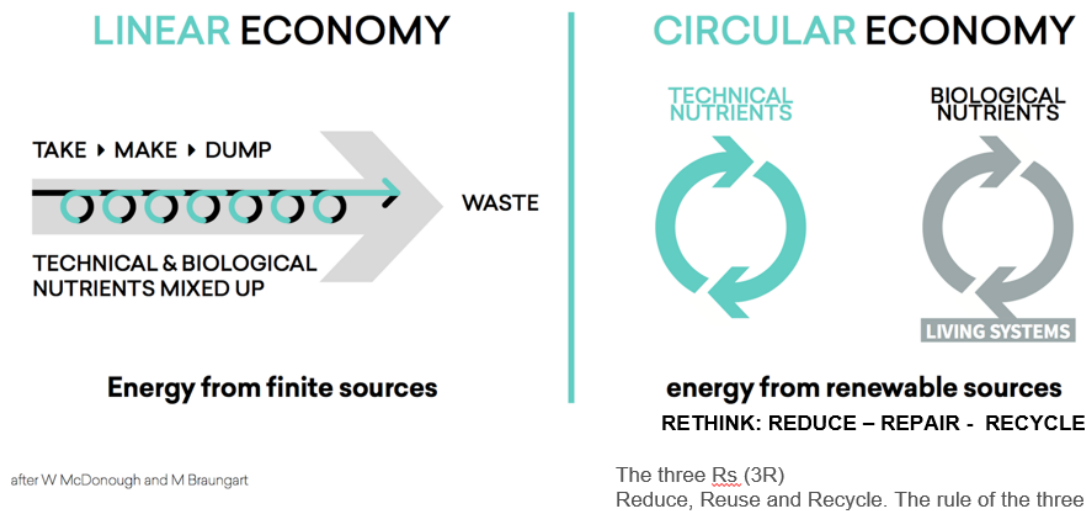 LINEAR ECONOMY
TAKE ▸ MAKE ▸ DUMP
WASTE
TECHNICAL & BIOLOGICAL
NUTRIENTS MIXED UP
Energy from finite sources
after W McDonough and M Braungart
CIRCULAR ECONOMY
TECHNICAL
NUTRIENTS
BIOLOGICAL
NUTRIENTS
LIVING SYSTEMS
energy from renewable sources
RETHINK: REDUCE – REPAIR - RECYCLE
The three Rs (3R)
Reduce, Reuse and Recycle. The rule of the three